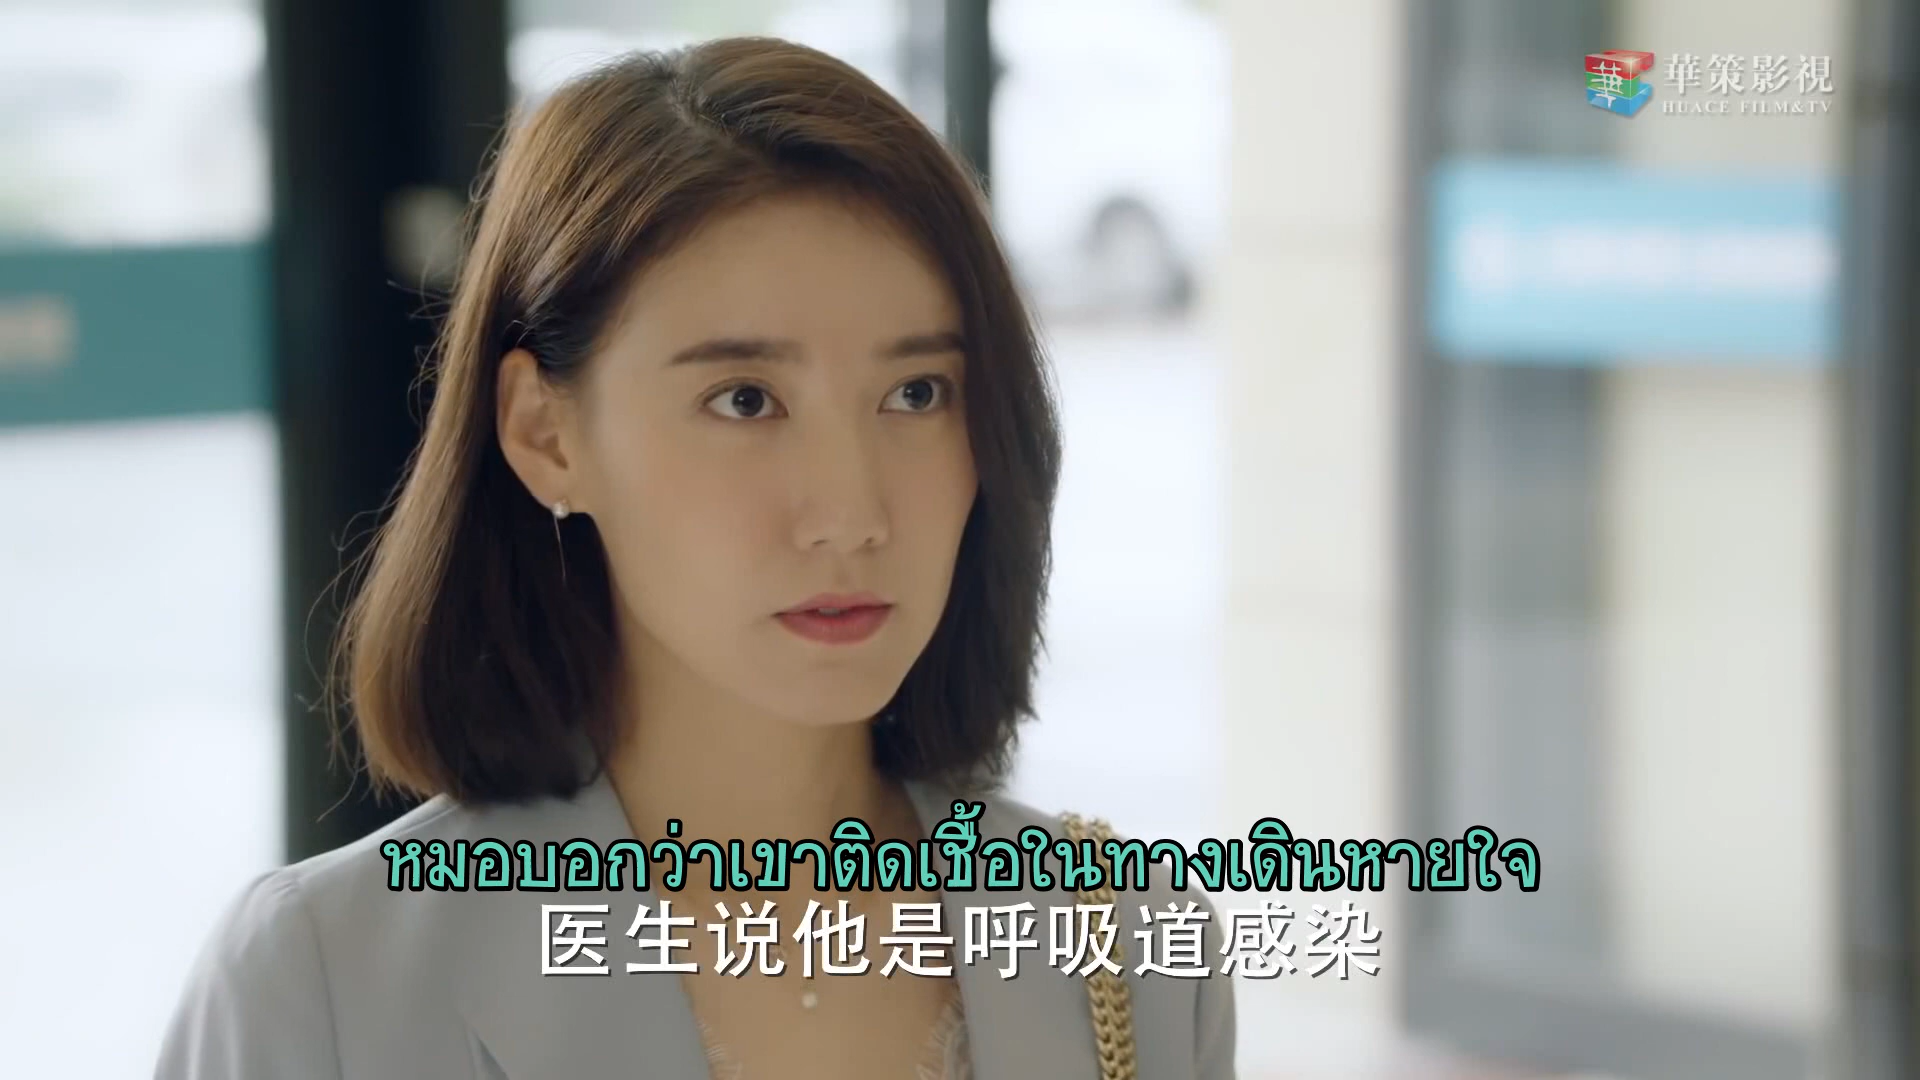 華策影視
HUACE FILM&TV
หมอบอกว่าเขาติดเชื้อในทางเดินหายใจ
医生说他是呼吸道感染